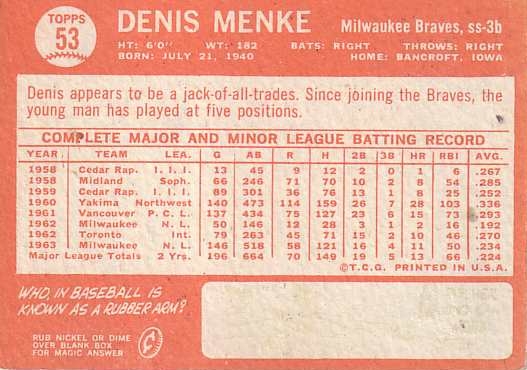 TOPPS
53
DENIS MENKE Milwaukee Braves, ss-3b
HT: 6'0" WT: 182 BATS: RIGHT THROWS: RIGHT
BORN: JULY 21, 1940 HOME: BANCROFT, IOWA
Denis appears to be a jack-of-all-trades. Since joining the Braves, the
young man has played at five positions.
COMPLETE MAJOR AND MINOR LEAGUE BATTING RECORD
YEAR TEAM LEA. G AB R H 2B 3B HR RBI AVG.
1958 Cedar Rap. I. I. I. 13 45 9 12 2 0 1 6 .267
1958 Midland Soph. 66 246 71 70 10 2 8 54 .285
1959 Cedar Rap. I. I. I. 89 301 36 76 13 1 8 25 .252
1960 Yakima Northwest 140 473 114 159 26 1 28 103 .336
1961 Vancouver P. C. L. 137 434 75 127 23 6 15 73 .293
1962 Milwaukee N. L. 50 146 12 28 3 1 2 16 .192
1962 Toronto Int. 79 263 45 71 15 2 10 46 .270
1963 Milwaukee N. L. 146 518 58 121 16 4 11 50 .234
Major League Totals 2 Yrs. 196 664 70 149 19 5 13 66 .224
©T.C.G. PRINTED IN U.S.A.
WHO, IN BASEBALL IS
KNOWN AS A RUBBER ARM?
RUB NICKEL OR DIME
OVER BLANK BOX
FOR MAGIC ANSWER